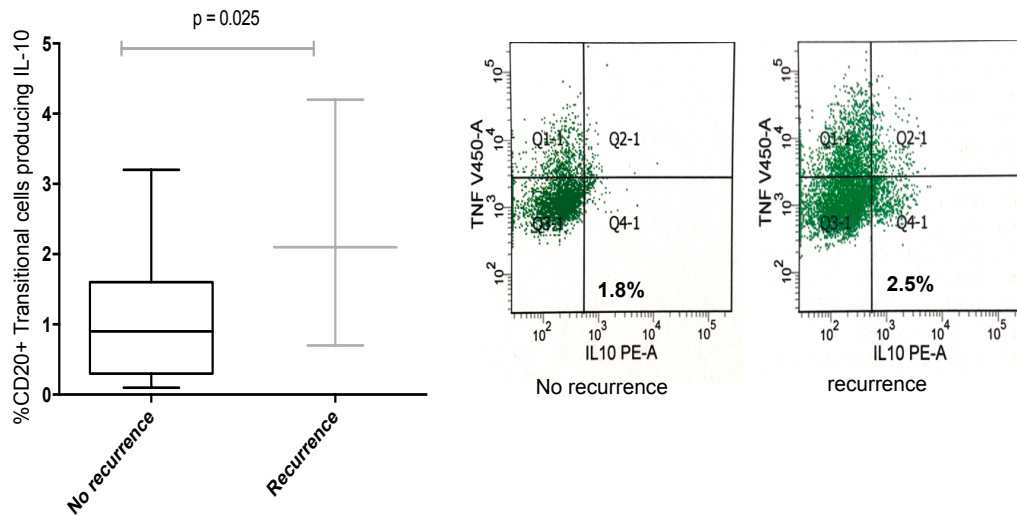 p = 0.025
%CD20+ Transitional cells producing IL-10
5
4
3
2
1
0
No recurrence
Recurrence
TNF V450-A
10^5
10^4
10^3
10^2
Q1-1
Q2-1
Q3-1
Q4-1
1.8%
10^2
10^3
10^4
10^5
IL10 PE-A
No recurrence
TNF V450-A
10^5
10^4
10^3
10^2
Q1-1
Q2-1
Q3-1
Q4-1
2.5%
10^2
10^3
10^4
10^5
IL10 PE-A
recurrence